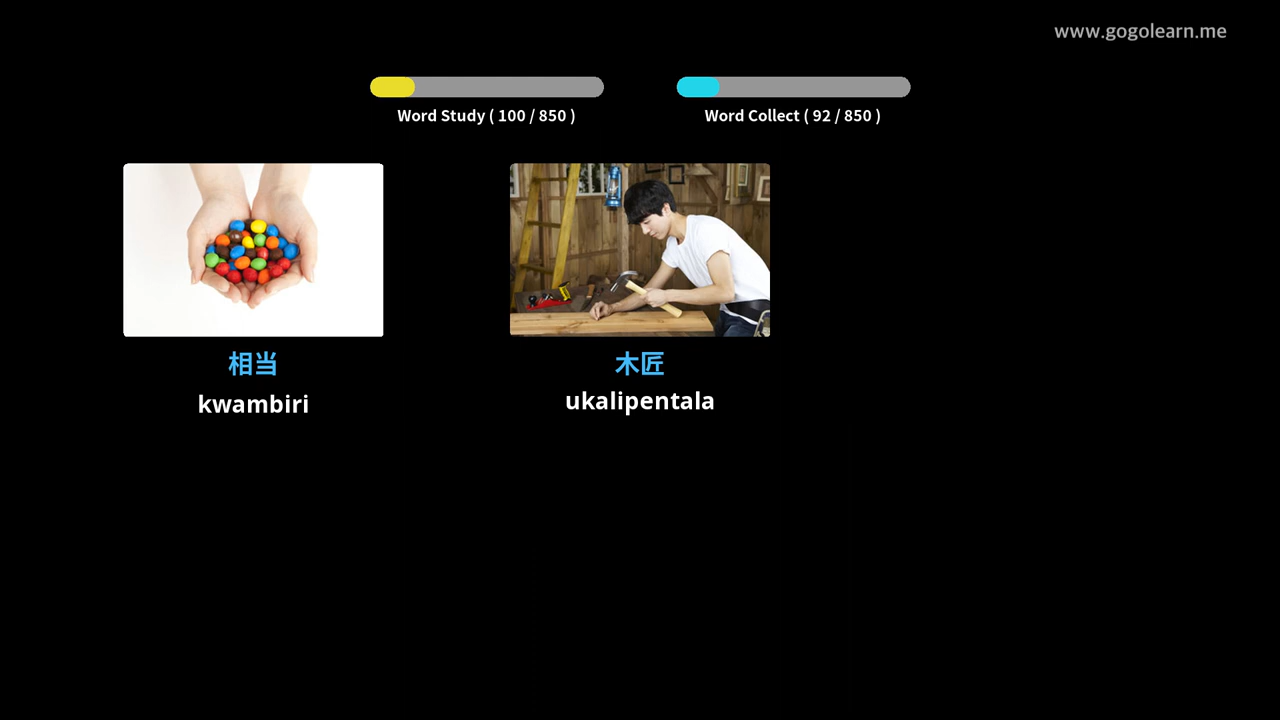 www.gogolearn.me
Word Study ( 100 / 850 )
Word Collect ( 92 / 850 )
相当
kwambiri
木匠
ukalipentala